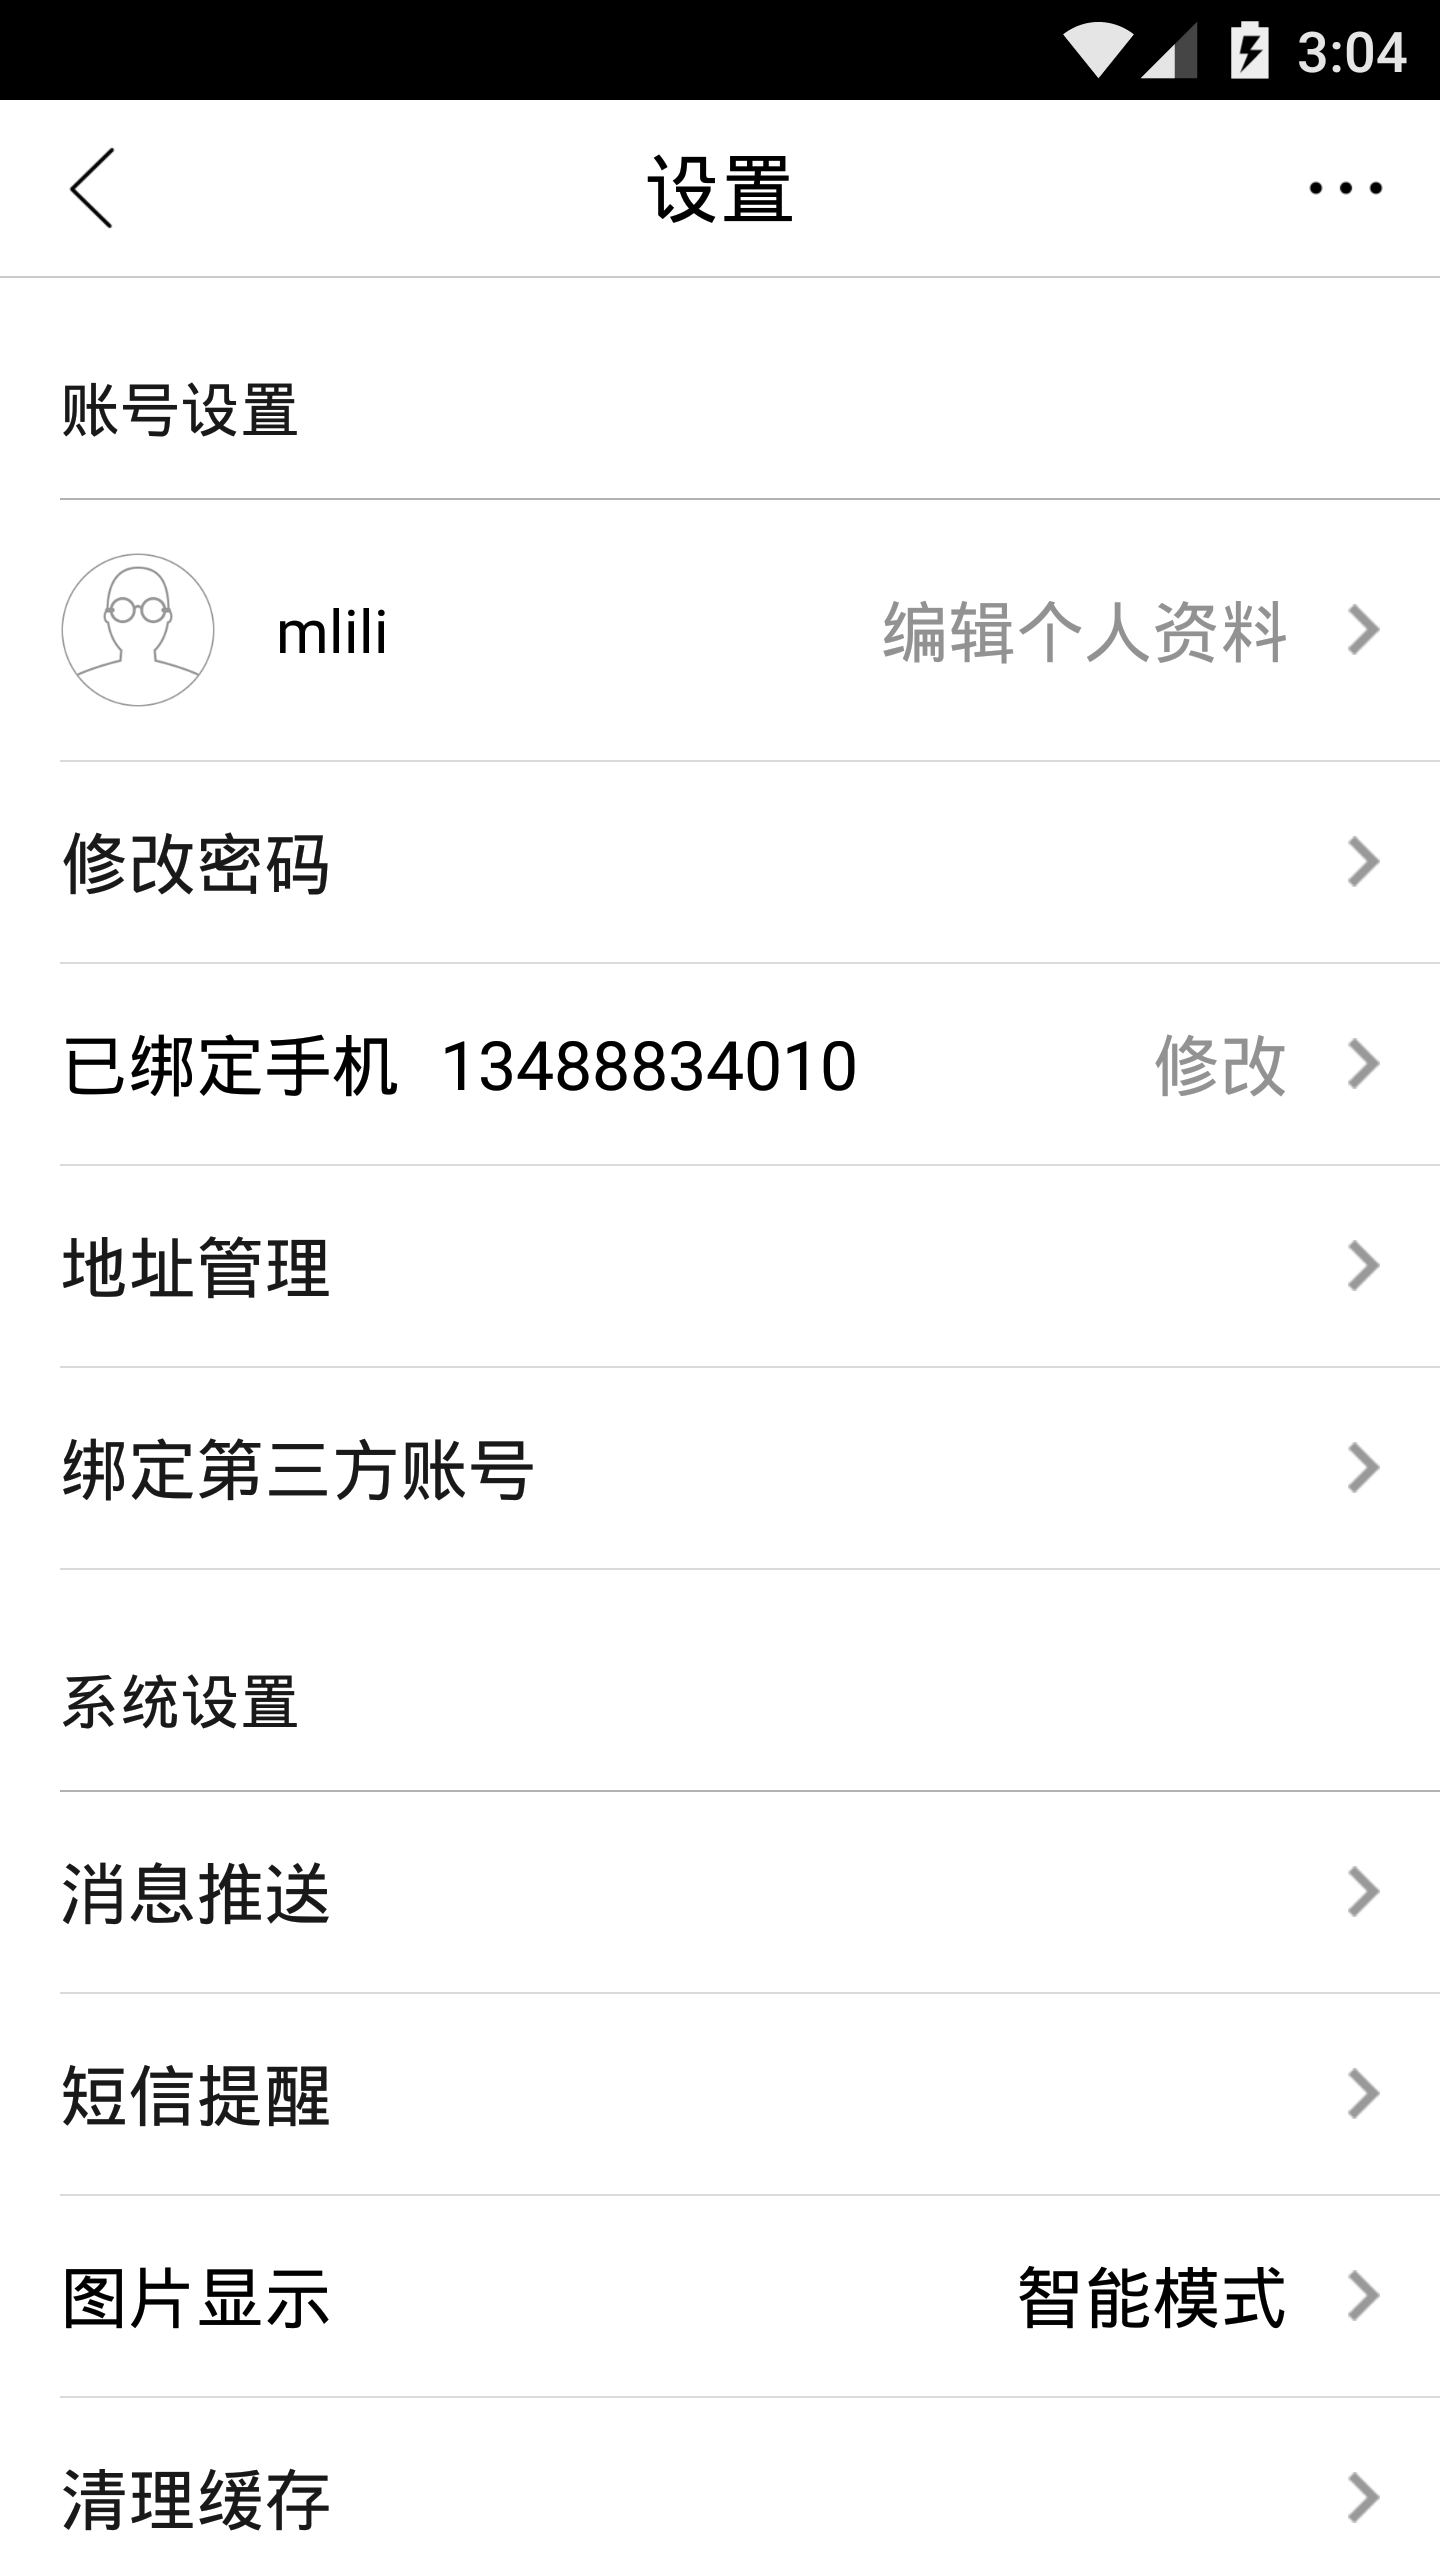 3:04
设置
账号设置
mlili 编辑个人资料
修改密码
已绑定手机 13488834010 修改
地址管理
绑定第三方账号
系统设置
消息推送
短信提醒
图片显示 智能模式
清理缓存